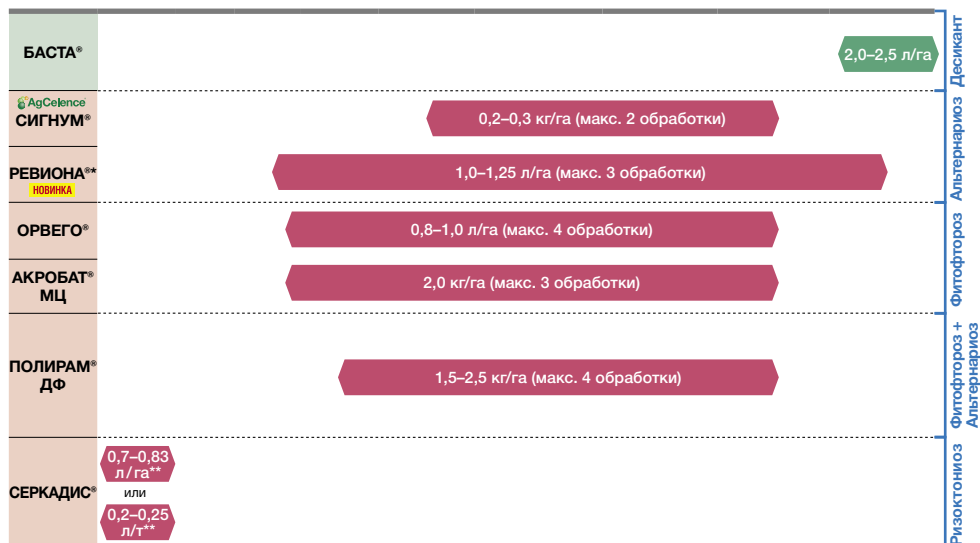 БАСТА®
2,0–2,5 л/га
Десикант
AgCelence
СИГНУМ®
0,2–0,3 кг/га (макс. 2 обработки)
РЕВИОНА®*
НОВИНКА
1,0–1,25 л/га (макс. 3 обработки)
Альтернариоз
ОРВЕГО®
0,8–1,0 л/га (макс. 4 обработки)
АКРОБАТ®
МЦ
2,0 кг/га (макс. 3 обработки)
Фитофтороз
ПОЛИРАМ®
ДФ
1,5–2,5 кг/га (макс. 4 обработки)
Фитофтороз +
Альтернариоз
СЕРКАДИС®
0,7–0,83
л/га**
или
0,2–0,25
л/т**
Ризоктониоз